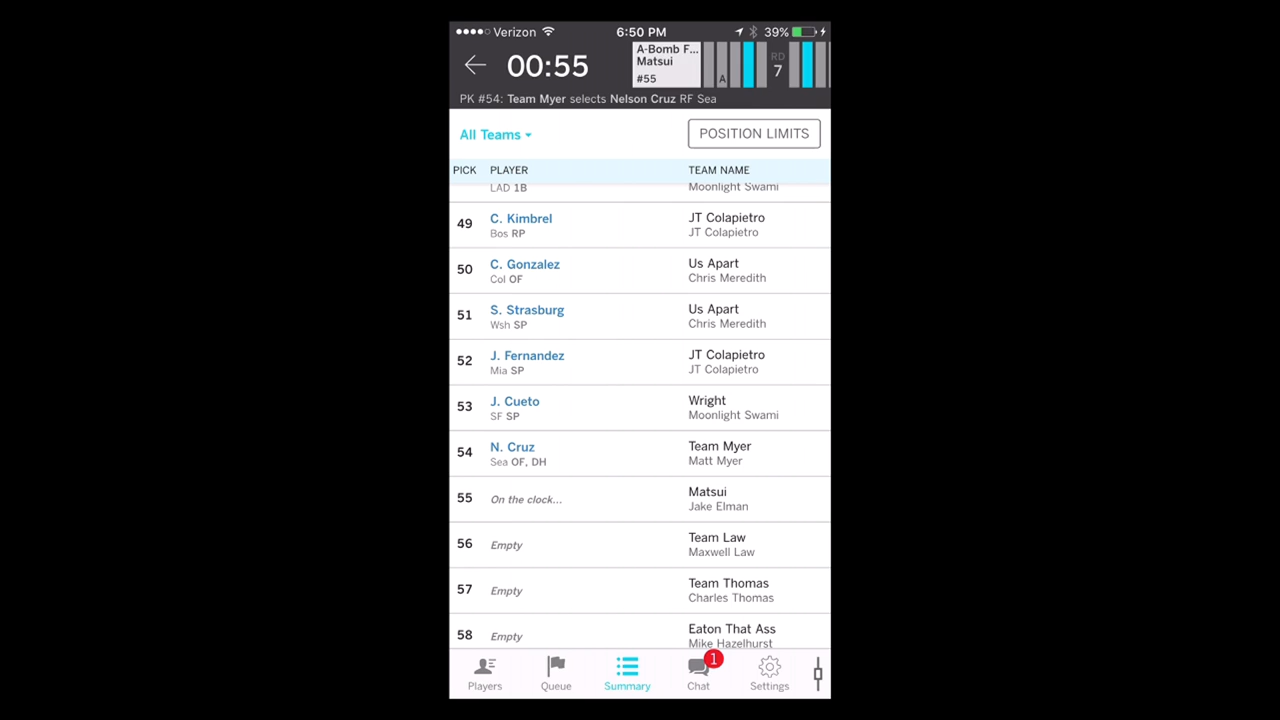 Verizon 6:50 PM 39%
00:55
A-Bomb F...
Matsui
#55
A
RD
7
PK #54: Team Myer selects Nelson Cruz RF Sea
All Teams
POSITION LIMITS
PICK PLAYER TEAM NAME
LAD 1B Moonlight Swami
49 C. Kimbrel JT Colapietro
Bos RP JT Colapietro
50 C. Gonzalez Us Apart
Col OF Chris Meredith
51 S. Strasburg Us Apart
Wsh SP Chris Meredith
52 J. Fernandez JT Colapietro
Mia SP JT Colapietro
53 J. Cueto Wright
SF SP Moonlight Swami
54 N. Cruz Team Myer
Sea OF, DH Matt Myer
55 On the clock... Matsui
Jake Elman
56 Empty Team Law
Maxwell Law
57 Empty Team Thomas
Charles Thomas
58 Empty Eaton That Ass
Mike Hazelhurst
1
Players Queue Summary Chat Settings